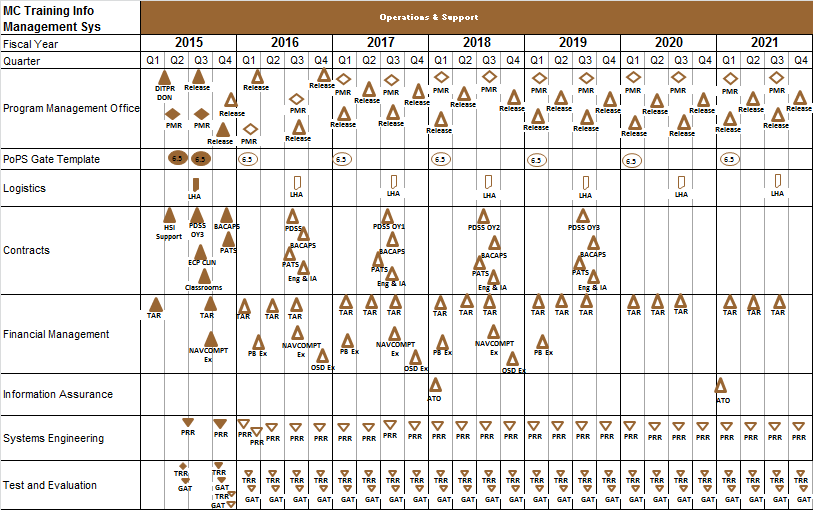 MC Training Info
Management Sys
Operations & Support
Fiscal Year 2015 2016 2017 2018 2019 2020 2021
Quarter Q1 Q2 Q3 Q4 Q1 Q2 Q3 Q4 Q1 Q2 Q3 Q4 Q1 Q2 Q3 Q4 Q1 Q2 Q3 Q4 Q1 Q2 Q3 Q4 Q1 Q2 Q3 Q4
DITPR Release Release Release PMR PMR PMR PMR PMR PMR PMR PMR PMR PMR
DON
Release PMR Release Release Release Release Release Release Release Release Release Release
Program Management Office
PMR PMR Release Release Release Release Release Release Release Release Release Release
Release PMR Release
PoPS Gate Template 6.5 6.5 6.5 6.5 6.5 6.5 6.5 6.5
Logistics
LHA LHA LHA LHA LHA LHA LHA
HSI PDSS BACAPS PDSS PDSS OY1 PDSS OY2 PDSS OY3
Support OY3
BACAPS BACAPS BACAPS BACAPS
Contracts PATS PATS PATS PATS PATS
ECP CLIN Eng & IA Eng & IA Eng & IA Eng & IA
Classrooms
TAR TAR TAR TAR TAR TAR TAR TAR TAR TAR TAR TAR TAR TAR TAR TAR TAR TAR TAR TAR
Financial Management
NAVCOMPT PB Ex NAVCOMPT PB Ex NAVCOMPT PB Ex NAVCOMPT PB Ex
Ex Ex Ex Ex
OSD Ex OSD Ex OSD Ex
Information Assurance
ATO ATO
Systems Engineering PRR PRR PRR PRR PRR PRR PRR PRR PRR PRR PRR PRR PRR PRR PRR PRR PRR PRR PRR PRR PRR PRR PRR PRR PRR PRR PRR
TRR TRR TRR TRR TRR TRR TRR TRR TRR TRR TRR TRR TRR TRR TRR TRR TRR TRR TRR TRR TRR TRR TRR TRR TRR TRR
Test and Evaluation GAT GAT
TRR GAT GAT GAT GAT GAT GAT GAT GAT GAT GAT GAT GAT GAT GAT GAT GAT GAT GAT GAT GAT GAT GAT GAT GAT
GAT